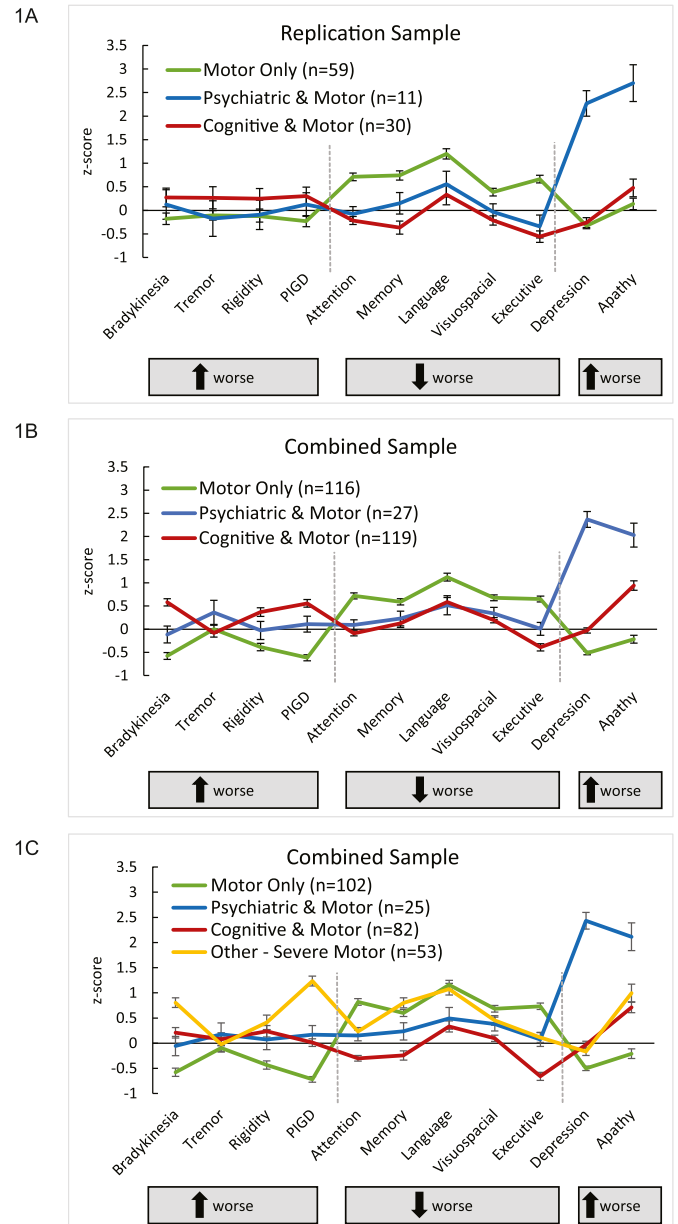 1A
Replication Sample
3.5
3
2.5
2
1.5
1
0.5
0
-0.5
-1
z-score
Motor Only (n=59)
Psychiatric & Motor (n=11)
Cognitive & Motor (n=30)
Bradykinesia
Tremor
Rigidity
PIGD
Attention
Memory
Language
Visuospacial
Executive
Depression
Apathy
worse
worse
worse
1B
Combined Sample
3.5
3
2.5
2
1.5
1
0.5
0
-0.5
-1
z-score
Motor Only (n=116)
Psychiatric & Motor (n=27)
Cognitive & Motor (n=119)
Bradykinesia
Tremor
Rigidity
PIGD
Attention
Memory
Language
Visuospacial
Executive
Depression
Apathy
worse
worse
worse
1C
Combined Sample
3.5
3
2.5
2
1.5
1
0.5
0
-0.5
-1
z-score
Motor Only (n=102)
Psychiatric & Motor (n=25)
Cognitive & Motor (n=82)
Other - Severe Motor (n=53)
Bradykinesia
Tremor
Rigidity
PIGD
Attention
Memory
Language
Visuospacial
Executive
Depression
Apathy
worse
worse
worse